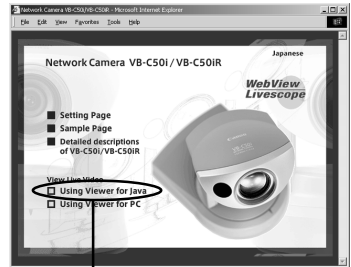 Network Camera VB-C50i/VB-C50iR - Microsoft Internet Explorer
File Edit View Favorites Tools Help
Japanese
Network Camera VB-C50i / VB-C50iR
WebView
Livescope
Setting Page
Sample Page
Detailed descriptions
of VB-C50i/VB-C50iR
View Live Video
Using Viewer for Java
Using Viewer for PC